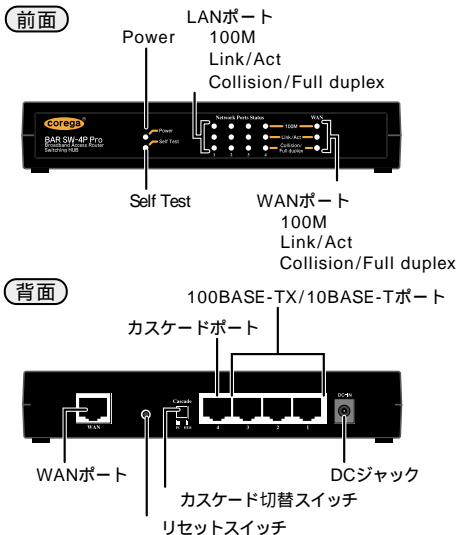 前面
LANポート
Power
100M
Link/Act
Collision/Full duplex
corega
BAR SW-4P Pro
Broadband Access Router
Switching HUB
Power
Self Test
Network Ports Status
WAN
100M
Link/Act
Collision/
Full duplex
1 2 3 4
Self Test
WANポート
100M
Link/Act
Collision/Full duplex
背面
100BASE-TX/10BASE-Tポート
カスケードポート
WAN
Cascade
PC HUB
4 3 2 1
DC-IN
WANポート
DCジャック
カスケード切替スイッチ
リセットスイッチ